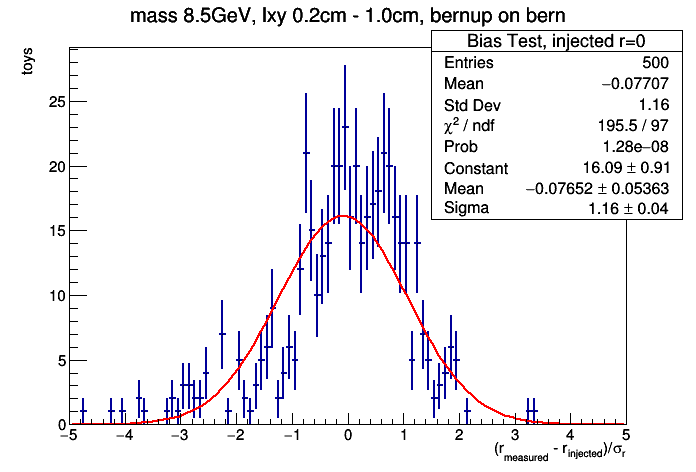 mass 8.5GeV, lxy 0.2cm - 1.0cm, bernup on bern
toys
Bias Test, injected r=0
Entries 500
Mean −0.07707
Std Dev 1.16
χ² / ndf 195.5 / 97
Prob 1.28e−08
Constant 16.09 ± 0.91
Mean −0.07652 ± 0.05363
Sigma 1.16 ± 0.04
25
20
15
10
5
0
−5 −4 −3 −2 −1 0 1 2 3 4 5
(r_measured - r_injected)/σ_r